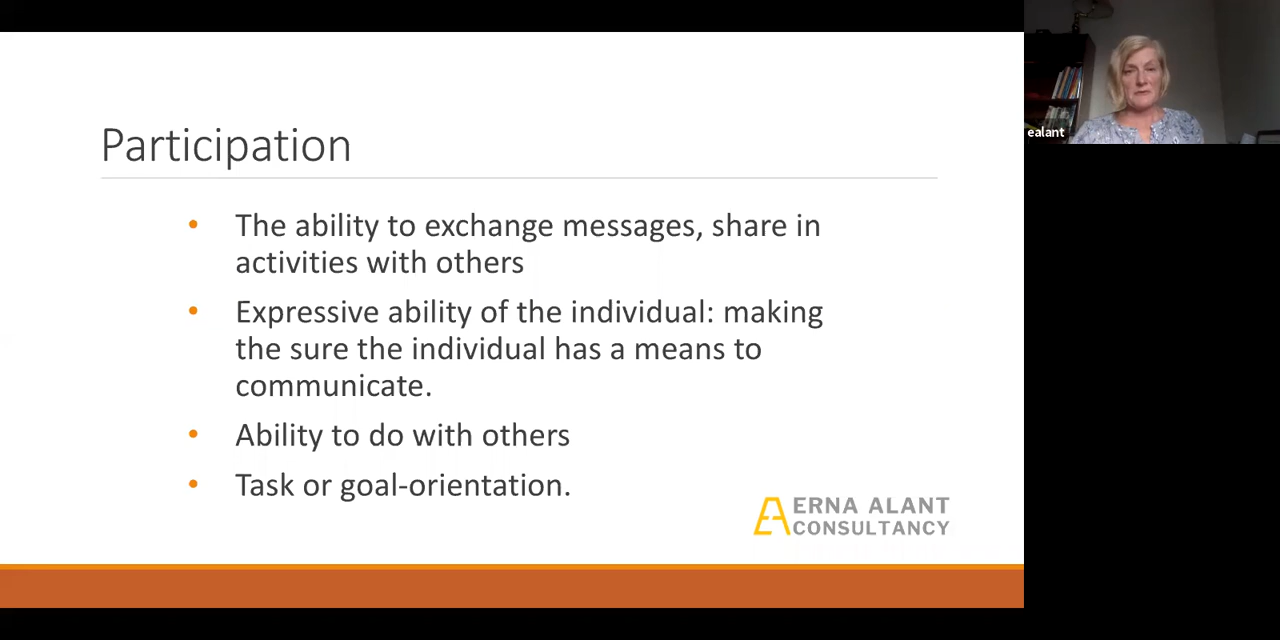 Participation
• The ability to exchange messages, share in
activities with others
• Expressive ability of the individual: making
the sure the individual has a means to
communicate.
• Ability to do with others
• Task or goal-orientation.
EA ERNA ALANT
CONSULTANCY
ealant